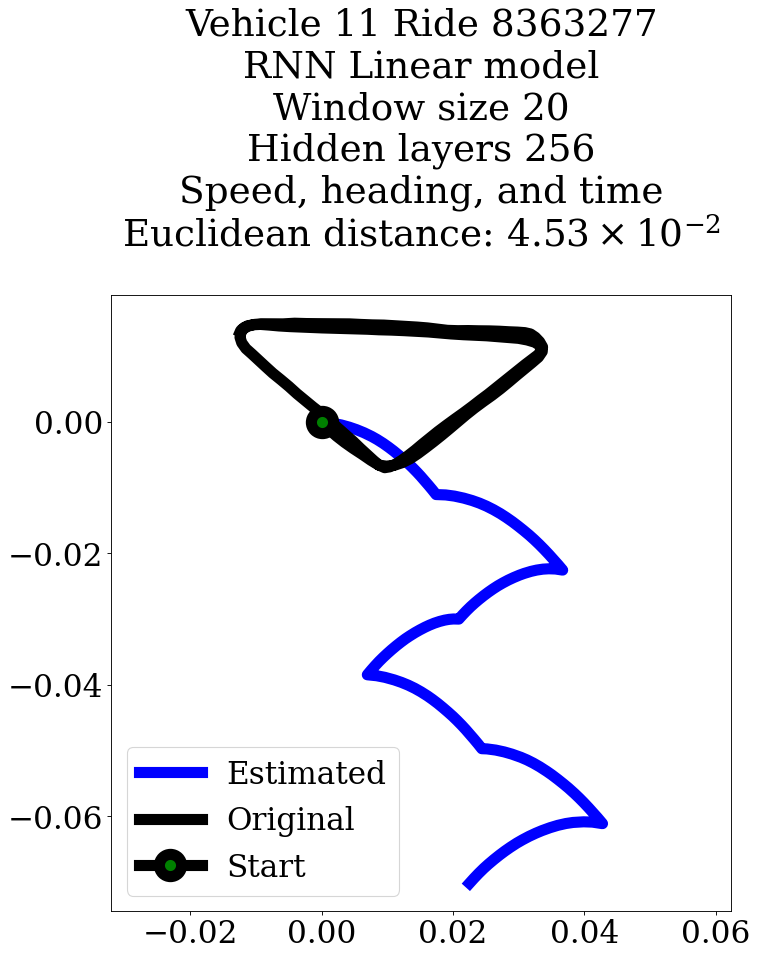 Vehicle 11 Ride 8363277
RNN Linear model
Window size 20
Hidden layers 256
Speed, heading, and time
Euclidean distance: 4.53 × 10⁻²
0.00
−0.02
−0.04
−0.06
Estimated
Original
Start
−0.02 0.00 0.02 0.04 0.06